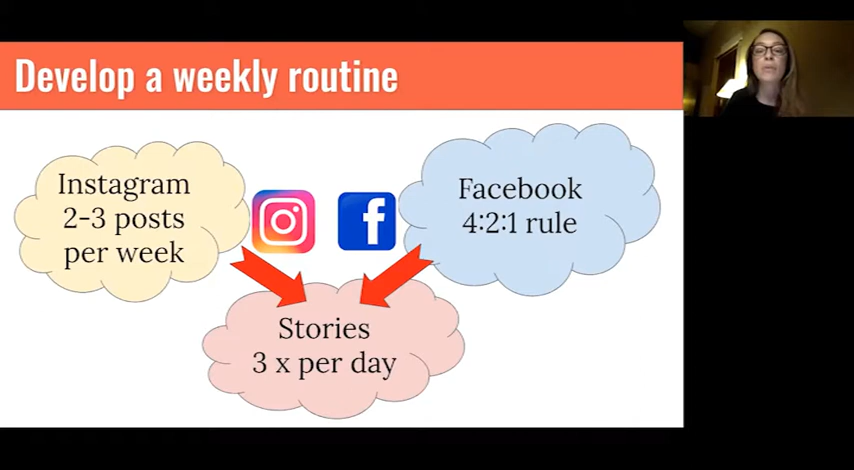 Develop a weekly routine
Instagram
2-3 posts
per week
Facebook
4:2:1 rule
Stories
3 x per day